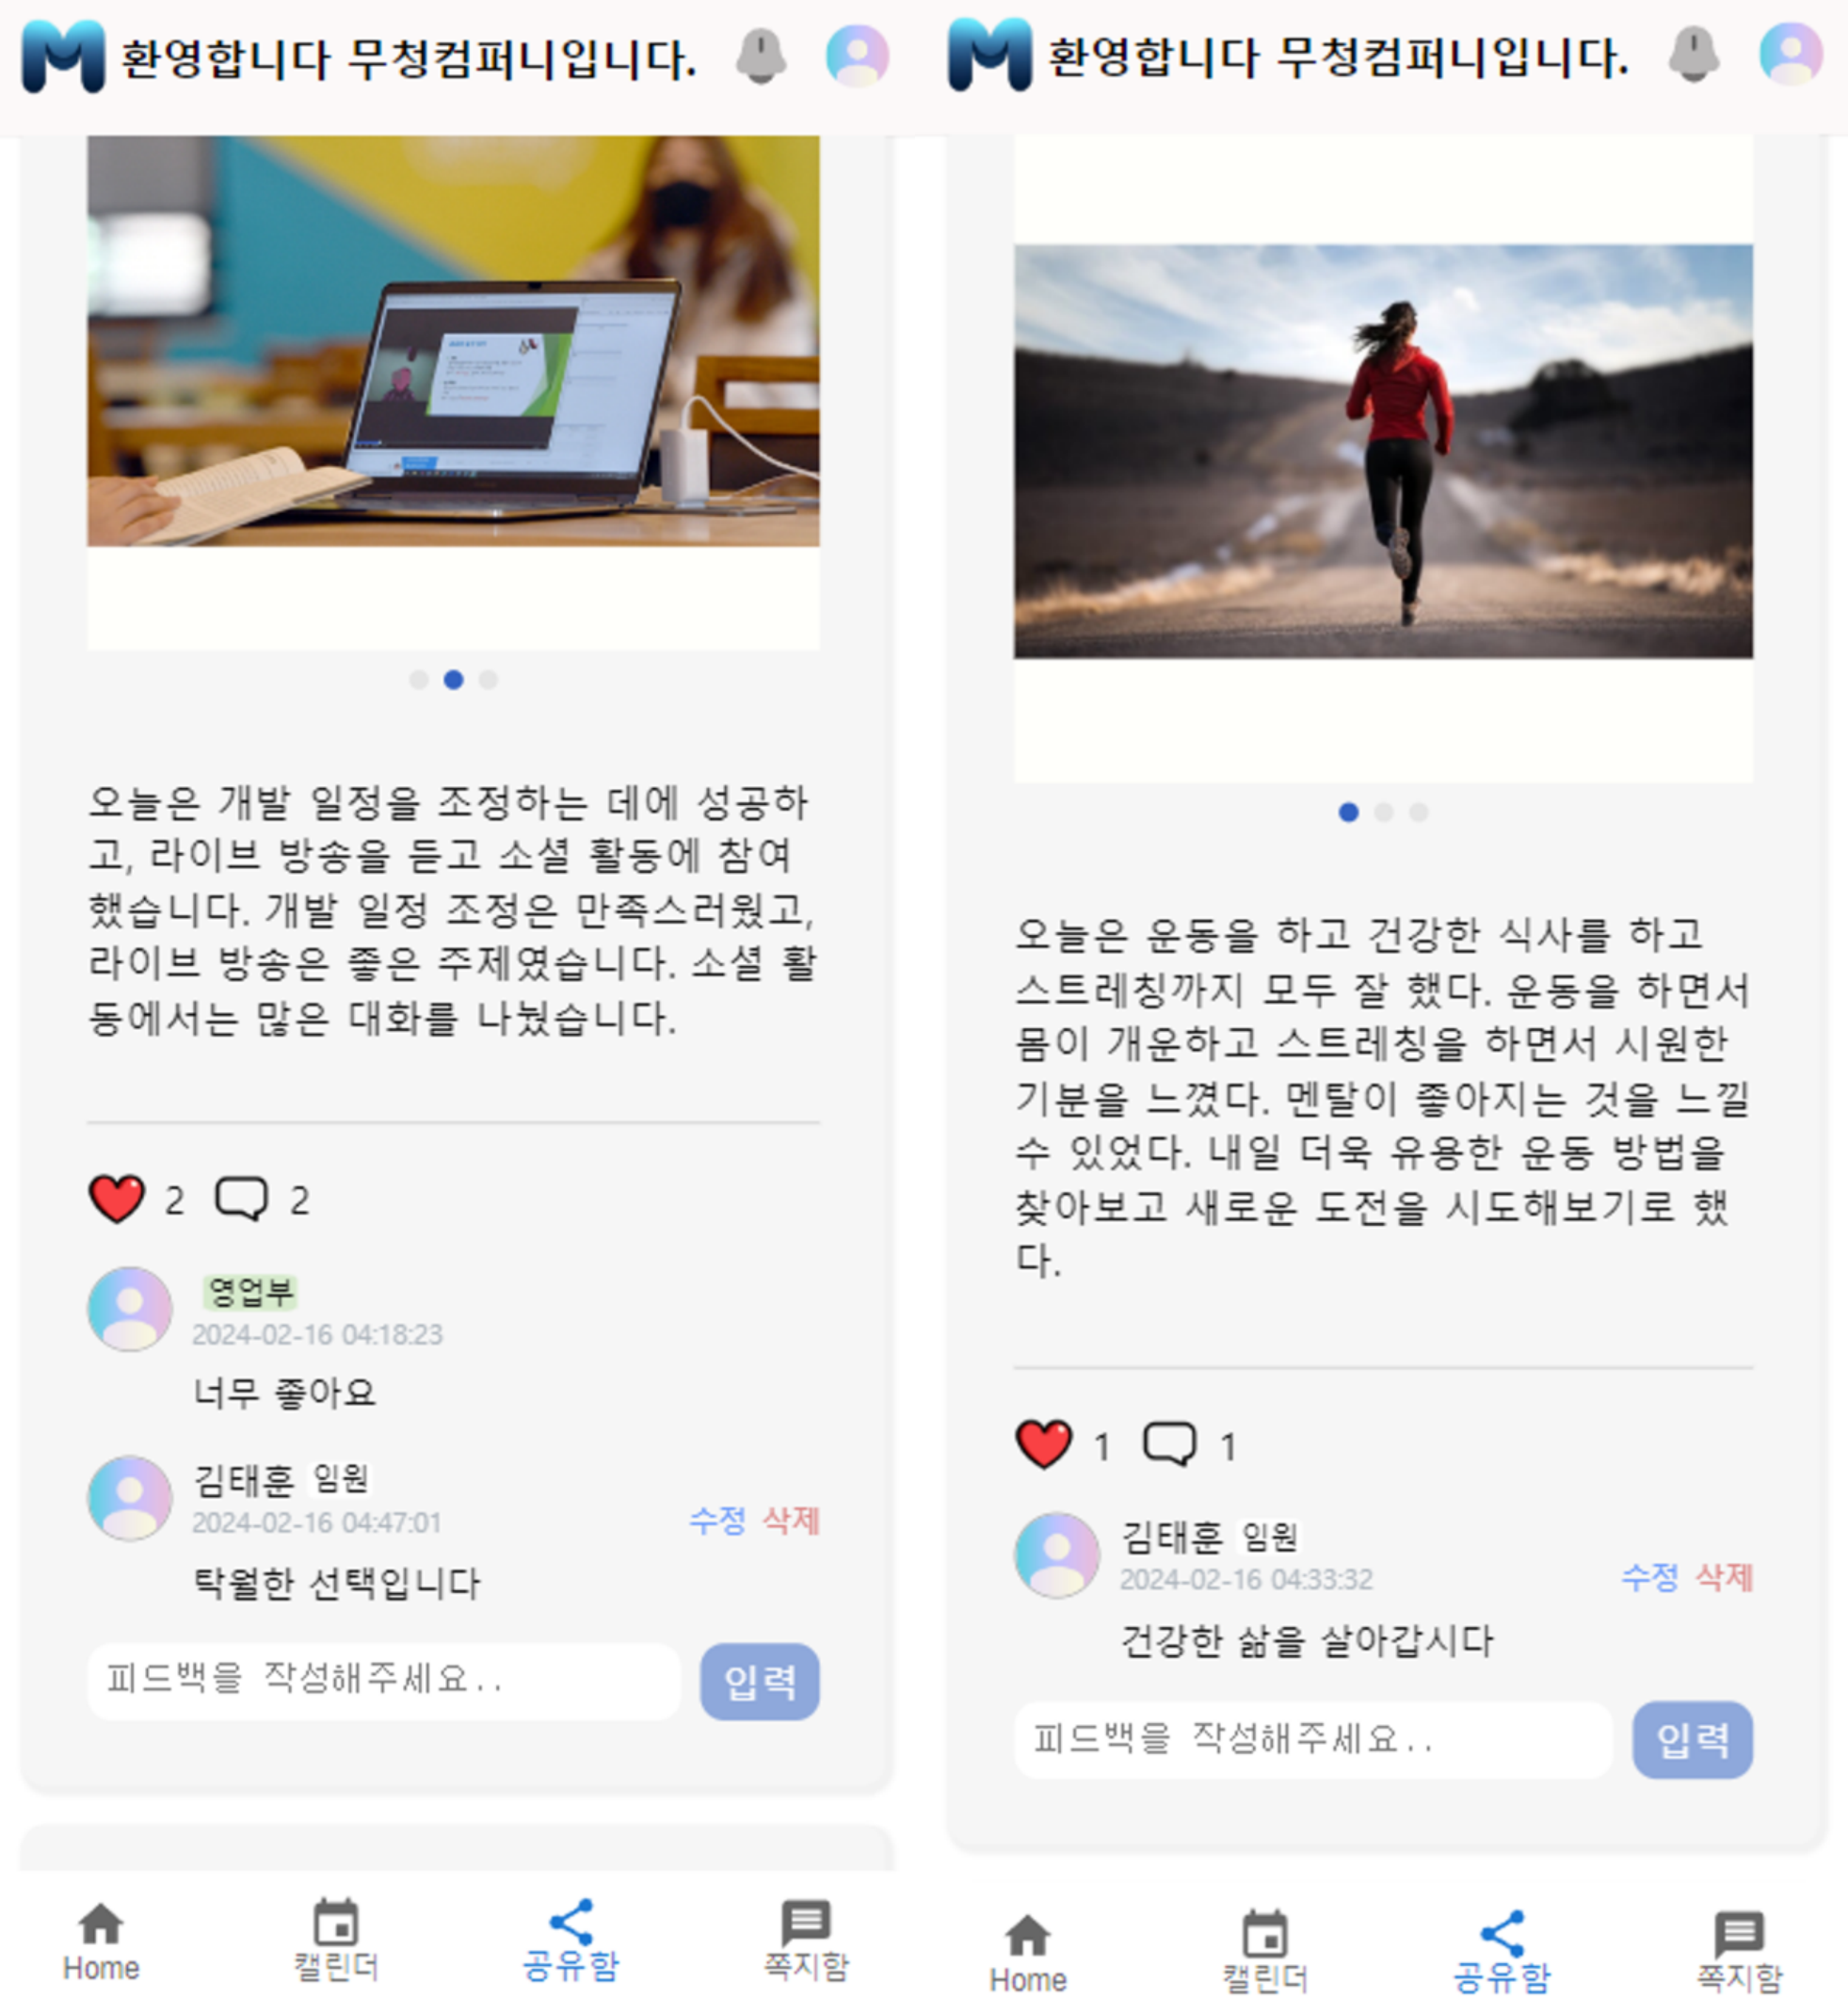 환영합니다 무청컴퍼니입니다.
오늘은 개발 일정을 조정하는 데에 성공하
고, 라이브 방송을 듣고 소셜 활동에 참여
했습니다. 개발 일정 조정은 만족스러웠고,
라이브 방송은 좋은 주제였습니다. 소셜 활
동에서는 많은 대화를 나눴습니다.
2 2
영업부
2024-02-16 04:18:23
너무 좋아요
김태훈 임원
2024-02-16 04:47:01
수정 삭제
탁월한 선택입니다
피드백을 작성해주세요..
입력
Home 캘린더 공유함 쪽지함
환영합니다 무청컴퍼니입니다.
오늘은 운동을 하고 건강한 식사를 하고
스트레칭까지 모두 잘 했다. 운동을 하면서
몸이 개운하고 스트레칭을 하면서 시원한
기분을 느꼈다. 멘탈이 좋아지는 것을 느낄
수 있었다. 내일 더욱 유용한 운동 방법을
찾아보고 새로운 도전을 시도해보기로 했
다.
1 1
김태훈 임원
2024-02-16 04:33:32
수정 삭제
건강한 삶을 살아갑시다
피드백을 작성해주세요..
입력
Home 캘린더 공유함 쪽지함